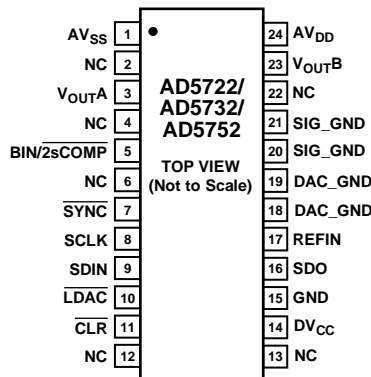 AVSS 1
NC 2
VOUTA 3
NC 4
BIN/2sCOMP 5
NC 6
SYNC 7
SCLK 8
SDIN 9
LDAC 10
CLR 11
NC 12
AD5722/
AD5732/
AD5752
TOP VIEW
(Not to Scale)
24 AVDD
23 VOUTB
22 NC
21 SIG_GND
20 SIG_GND
19 DAC_GND
18 DAC_GND
17 REFIN
16 SDO
15 GND
14 DVCC
13 NC